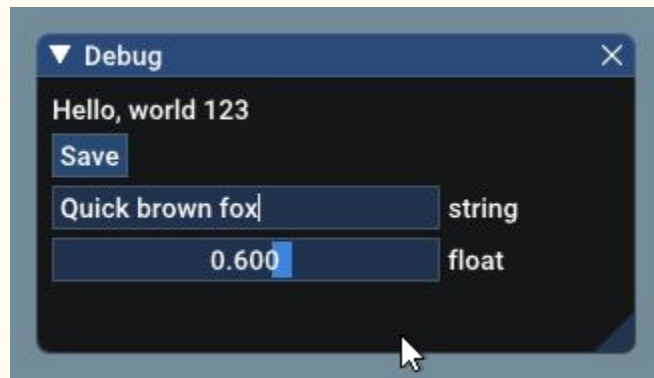 Debug
Hello, world 123
Save
Quick brown fox string
0.600 float